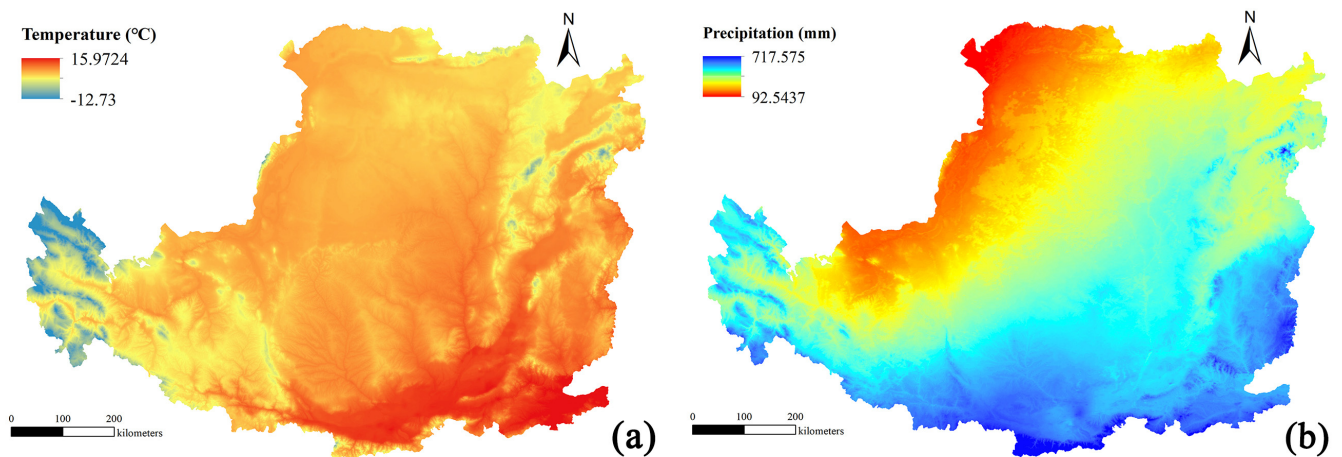 Temperature (℃)
15.9724
-12.73
N
0 100 200
kilometers
(a)
Precipitation (mm)
717.575
92.5437
N
0 100 200
kilometers
(b)